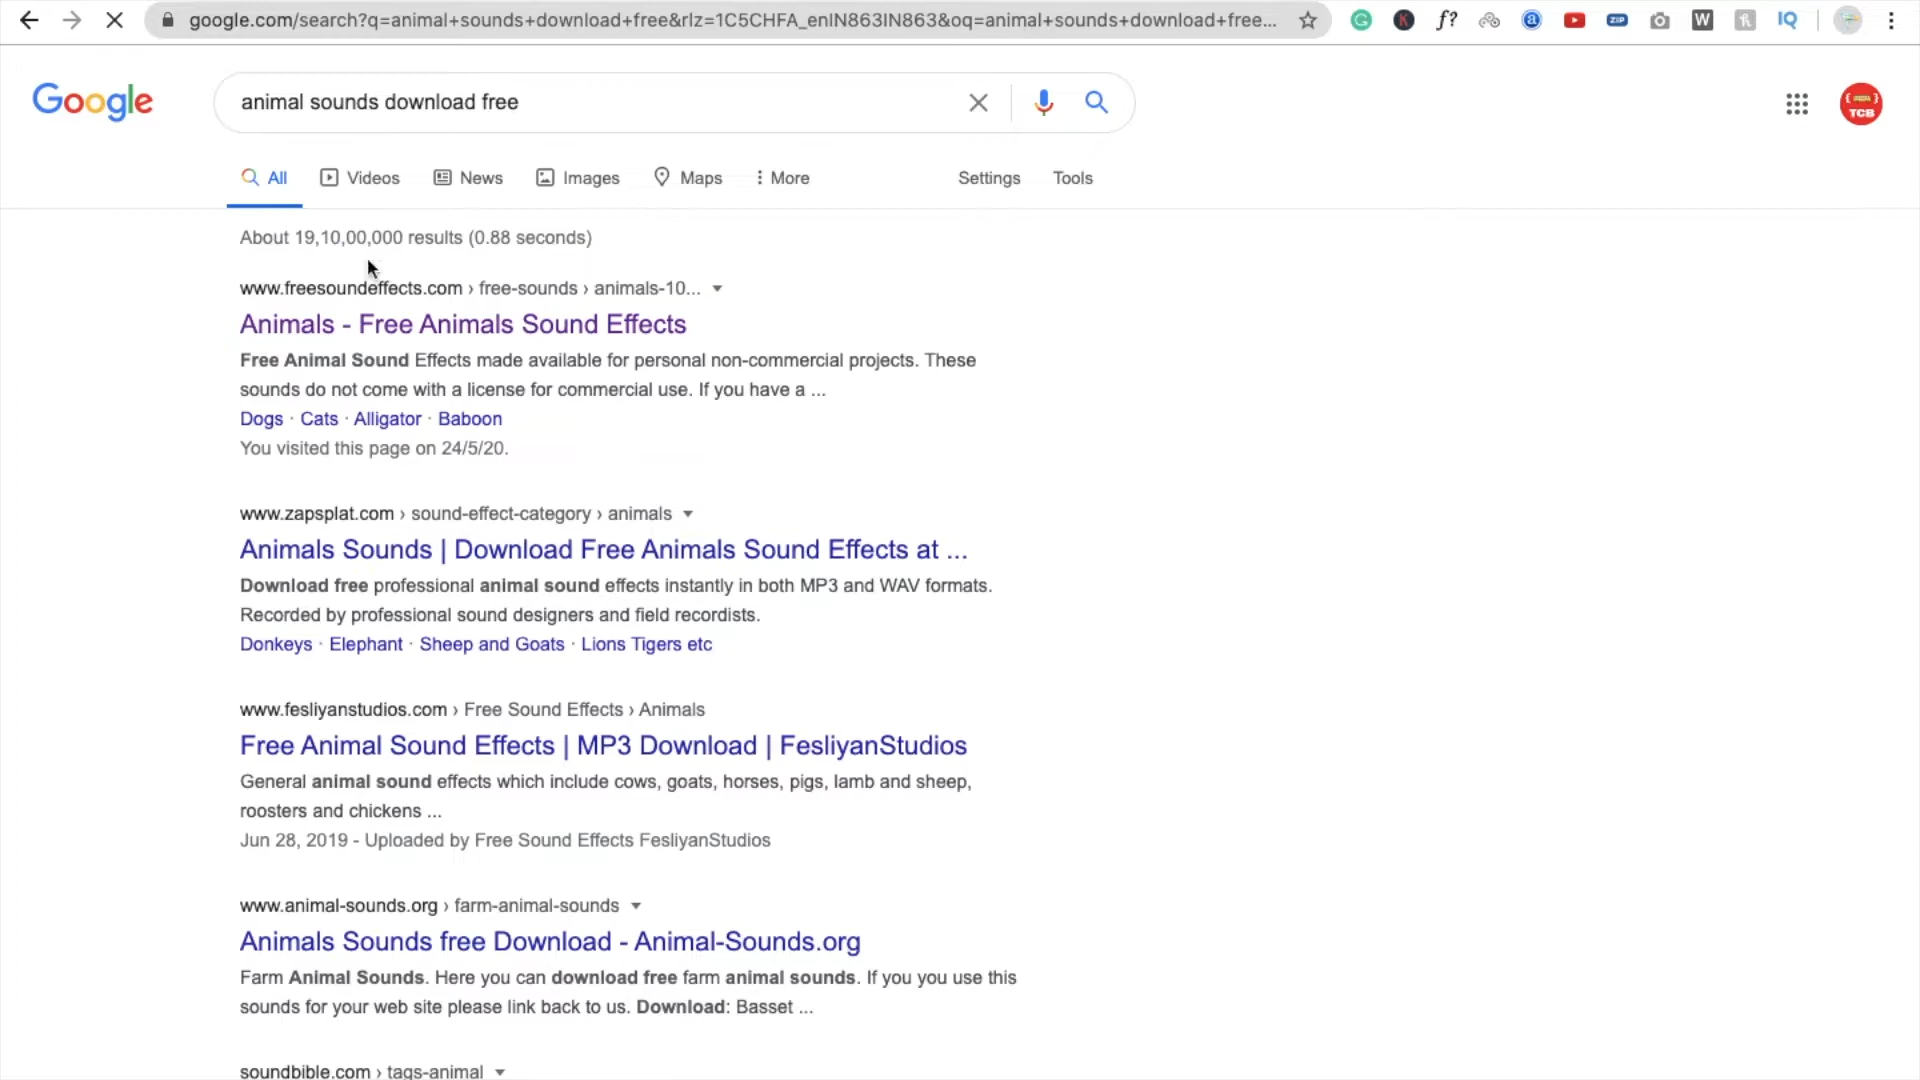 google.com/search?q=animal+sounds+download+free&rlz=1C5CHFA_enIN863IN863&oq=animal+sounds+download+free...
Google
animal sounds download free
All Videos News Images Maps More Settings Tools
About 19,10,00,000 results (0.88 seconds)
www.freesoundeffects.com › free-sounds › animals-10...
Animals - Free Animals Sound Effects
Free Animal Sound Effects made available for personal non-commercial projects. These
sounds do not come with a license for commercial use. If you have a ...
Dogs · Cats · Alligator · Baboon
You visited this page on 24/5/20.
www.zapsplat.com › sound-effect-category › animals
Animals Sounds | Download Free Animals Sound Effects at ...
Download free professional animal sound effects instantly in both MP3 and WAV formats.
Recorded by professional sound designers and field recordists.
Donkeys · Elephant · Sheep and Goats · Lions Tigers etc
www.fesliyanstudios.com › Free Sound Effects › Animals
Free Animal Sound Effects | MP3 Download | FesliyanStudios
General animal sound effects which include cows, goats, horses, pigs, lamb and sheep,
roosters and chickens ...
Jun 28, 2019 - Uploaded by Free Sound Effects FesliyanStudios
www.animal-sounds.org › farm-animal-sounds
Animals Sounds free Download - Animal-Sounds.org
Farm Animal Sounds. Here you can download free farm animal sounds. If you you use this
sounds for your web site please link back to us. Download: Basset ...
soundbible.com › tags-animal
TCB